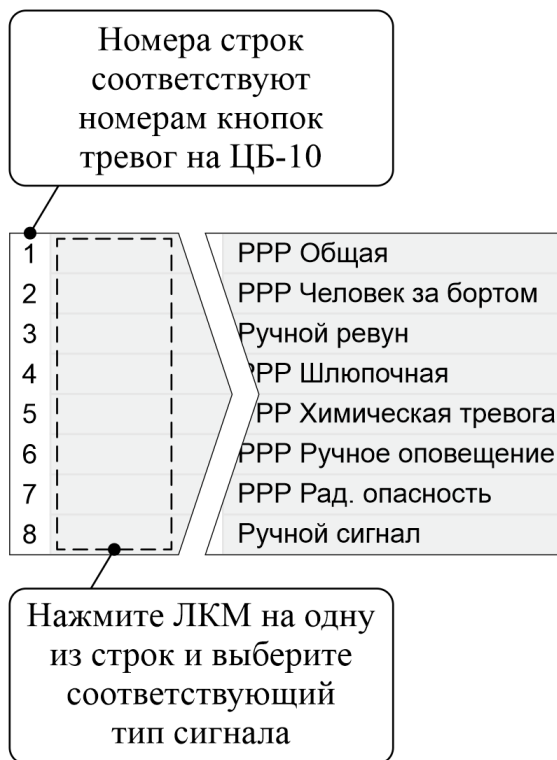 Номера строк
соответствуют
номерам кнопок
тревог на ЦБ-10
1 РРР Общая
2 РРР Человек за бортом
3 Ручной ревун
4 РРР Шлюпочная
5 РРР Химическая тревога
6 РРР Ручное оповещение
7 РРР Рад. опасность
8 Ручной сигнал
Нажмите ЛКМ на одну
из строк и выберите
соответствующий
тип сигнала